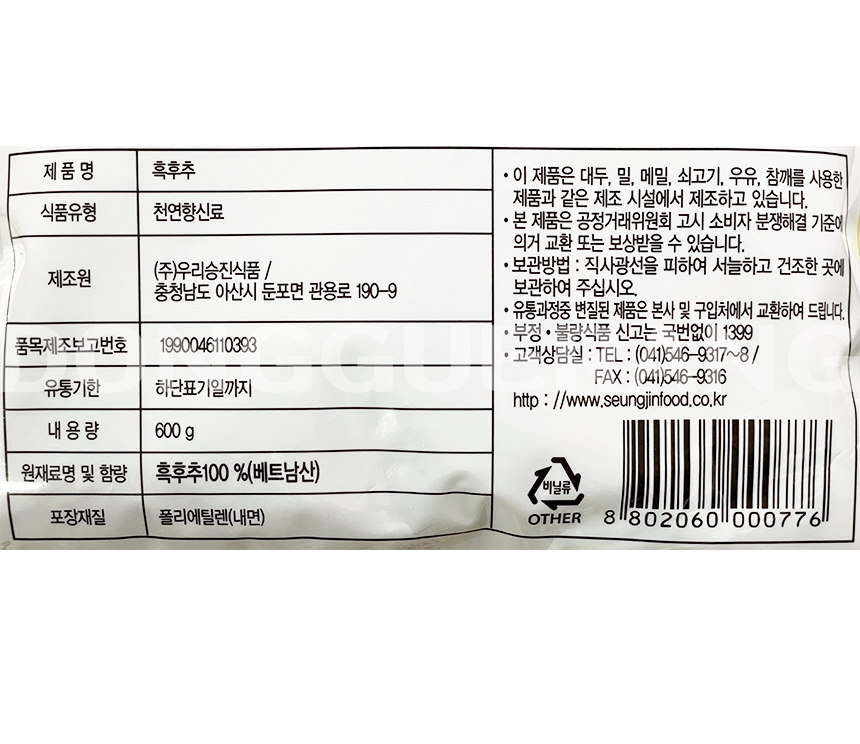 제품명 흑후추
식품유형 천연향신료
제조원 (주)우리승진식품 /
충청남도 아산시 둔포면 관용로 190-9
품목제조보고번호 1990046110393
유통기한 하단표기일까지
내용량 600 g
원재료명 및 함량 흑후추100 %(베트남산)
포장재질 폴리에틸렌(내면)
• 이 제품은 대두, 밀, 메밀, 쇠고기, 우유, 참깨를 사용한
제품과 같은 제조 시설에서 제조하고 있습니다.
• 본 제품은 공정거래위원회 고시 소비자 분쟁해결 기준에
의거 교환 또는 보상받을 수 있습니다.
• 보관방법 : 직사광선을 피하여 서늘하고 건조한 곳에
보관하여 주십시오.
• 유통과정중 변질된 제품은 본사 및 구입처에서 교환하여 드립니다.
• 부정 • 불량식품 신고는 국번없이 1399
• 고객상담실 : TEL : (041)546-9317~8 /
FAX : (041)546-9316
http : //www.seungjinfood.co.kr
비닐류
OTHER
8 802060 000776